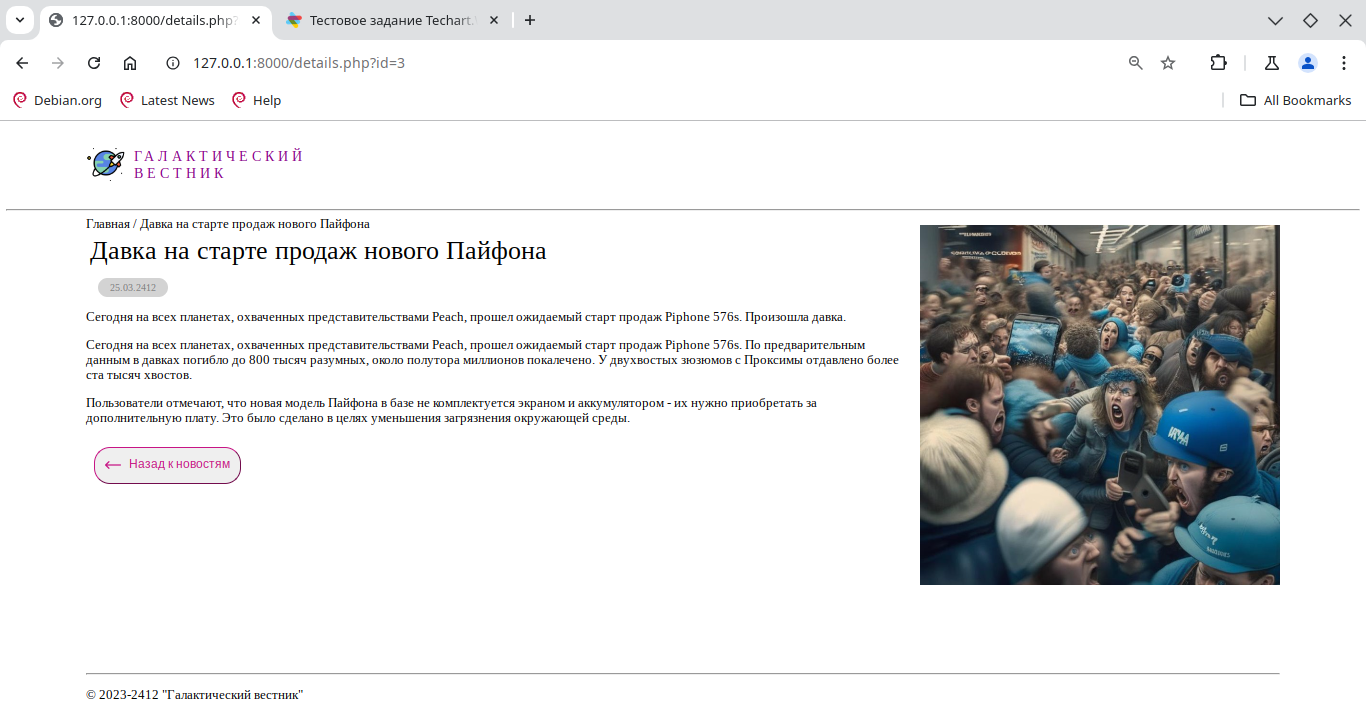 127.0.0.1:8000/details.php?
Тестовое задание Techart.
127.0.0.1:8000/details.php?id=3
Debian.org
Latest News
Help
All Bookmarks
ГАЛАКТИЧЕСКИЙ
ВЕСТНИК
Главная / Давка на старте продаж нового Пайфона
Давка на старте продаж нового Пайфона
25.03.2412
Сегодня на всех планетах, охваченных представительствами Peach, прошел ожидаемый старт продаж Piphone 576s. Произошла давка.
Сегодня на всех планетах, охваченных представительствами Peach, прошел ожидаемый старт продаж Piphone 576s. По предварительным
данным в давках погибло до 800 тысяч разумных, около полутора миллионов покалечено. У двухвостых зюзюмов с Проксимы отдавлено более
ста тысяч хвостов.
Пользователи отмечают, что новая модель Пайфона в базе не комплектуется экраном и аккумулятором - их нужно приобретать за
дополнительную плату. Это было сделано в целях уменьшения загрязнения окружающей среды.
Назад к новостям
© 2023-2412 "Галактический вестник"